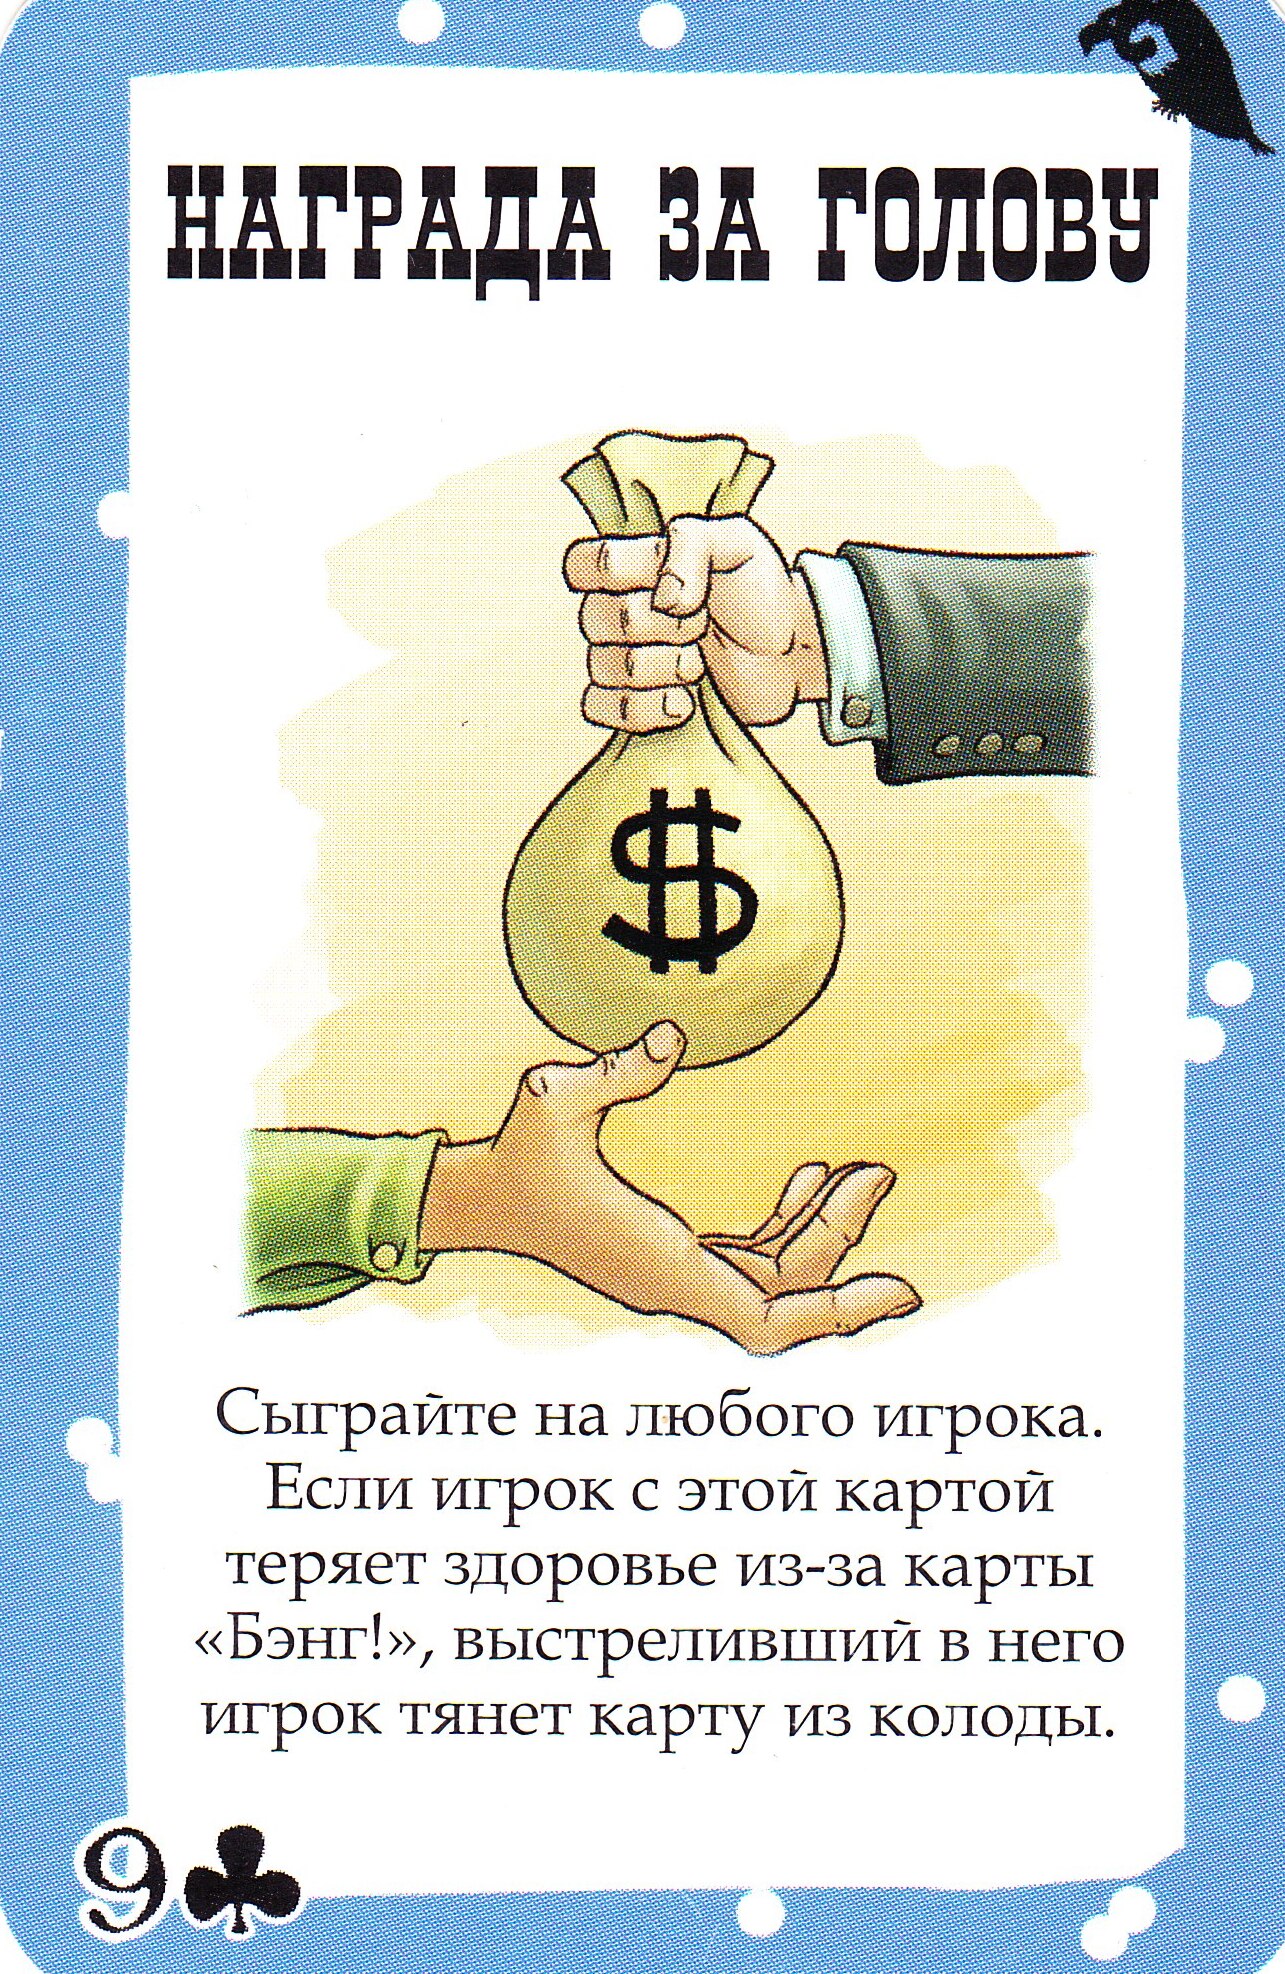 НАГРАДА ЗА ГОЛОВУ
$
Сыграйте на любого игрока.
Если игрок с этой картой
теряет здоровье из-за карты
«Бэнг!», выстреливший в него
игрок тянет карту из колоды.
9♣